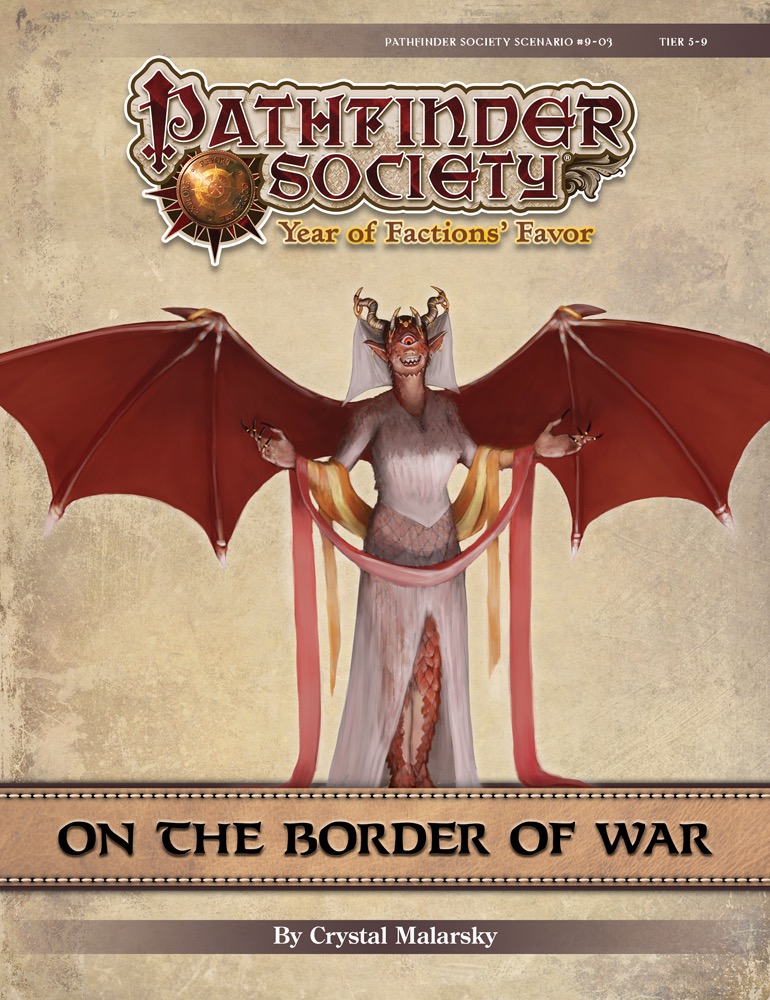 PATHFINDER SOCIETY SCENARIO #9-03 TIER 5-9
PATHFINDER
SOCIETY®
Year of Factions' Favor
ON THE BORDER OF WAR
By Crystal Malarsky